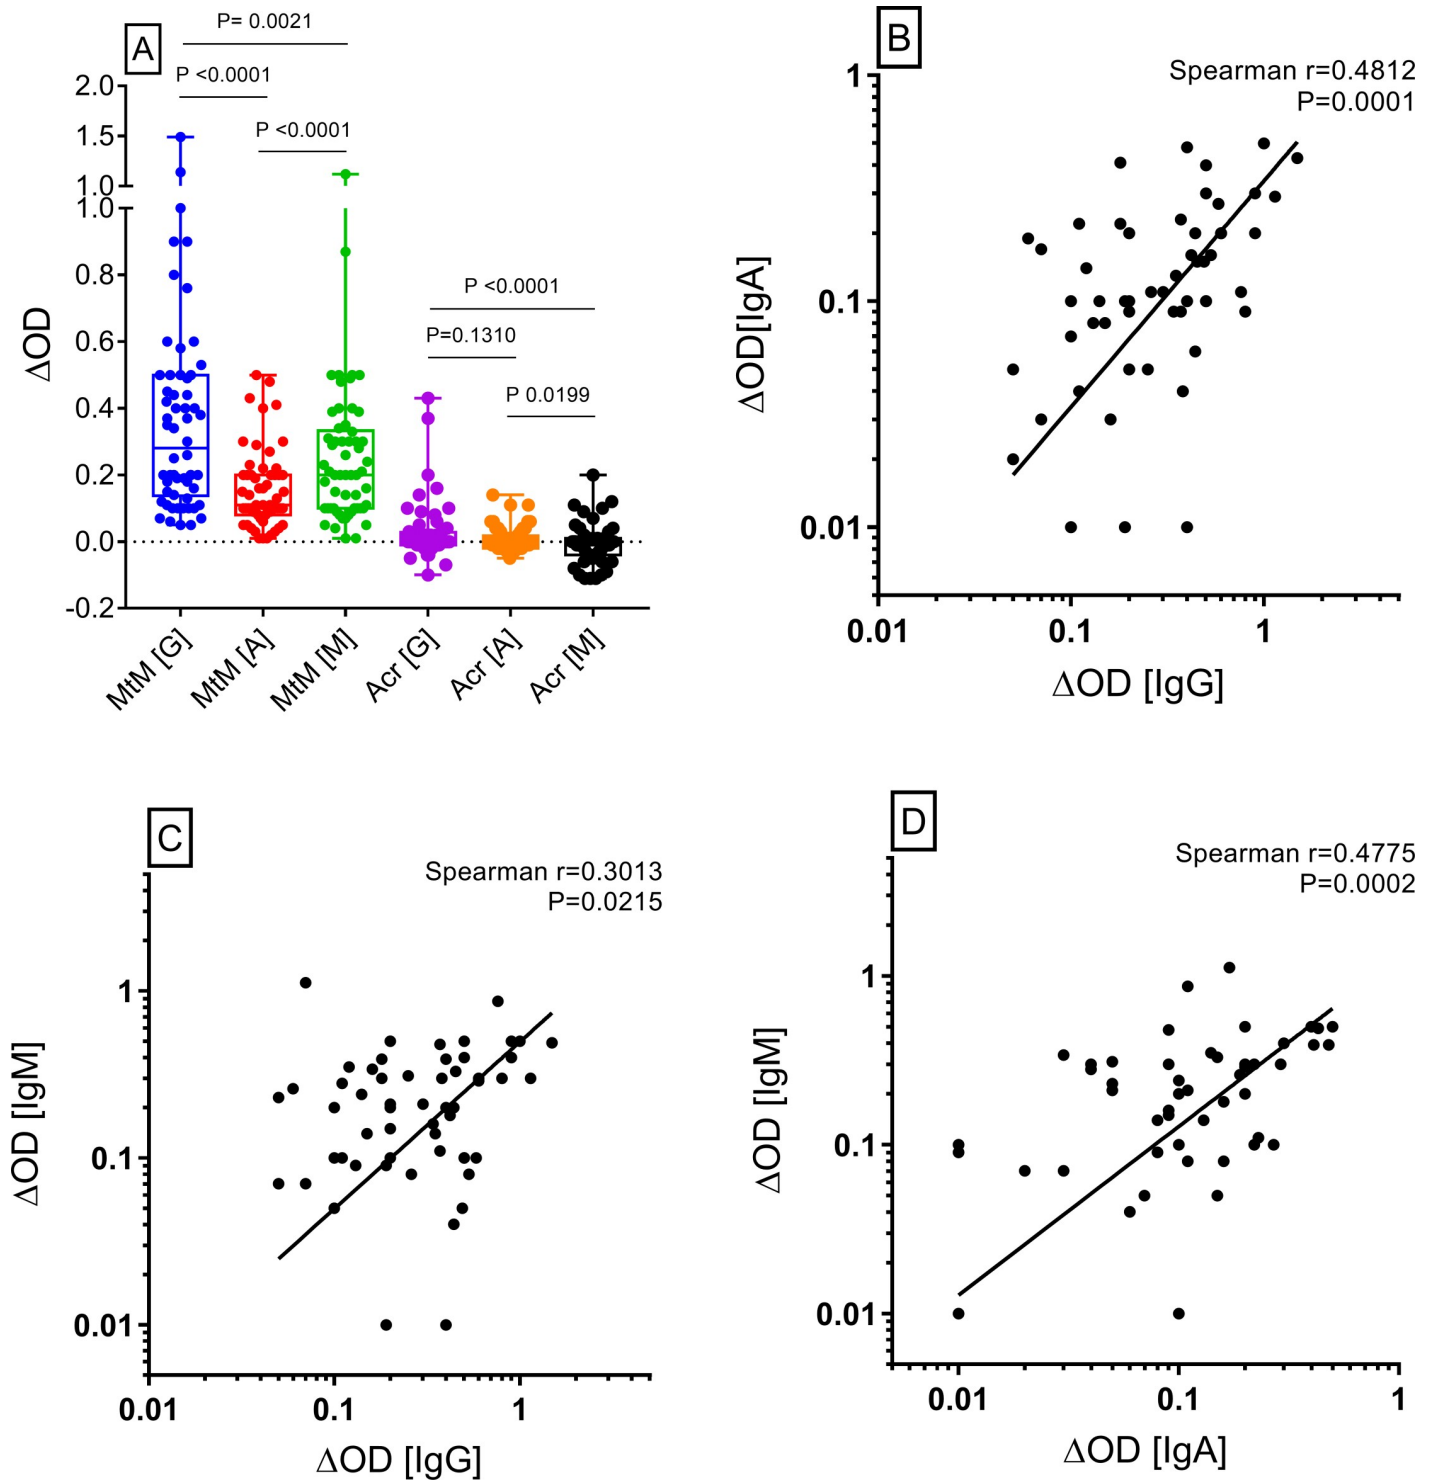 A
P= 0.0021
P <0.0001
P <0.0001
P <0.0001
P=0.1310
P 0.0199
ΔOD
2.0
1.5
1.0
1.0
0.8
0.6
0.4
0.2
0.0
-0.2
MtM [G]
MtM [A]
MtM [M]
Acr [G]
Acr [A]
Acr [M]
B
Spearman r=0.4812
P=0.0001
ΔOD[IgA]
1
0.1
0.01
0.01
0.1
1
ΔOD [IgG]
C
Spearman r=0.3013
P=0.0215
ΔOD [IgM]
1
0.1
0.01
0.01
0.1
1
ΔOD [IgG]
D
Spearman r=0.4775
P=0.0002
ΔOD [IgM]
1
0.1
0.01
0.01
0.1
1
ΔOD [IgA]